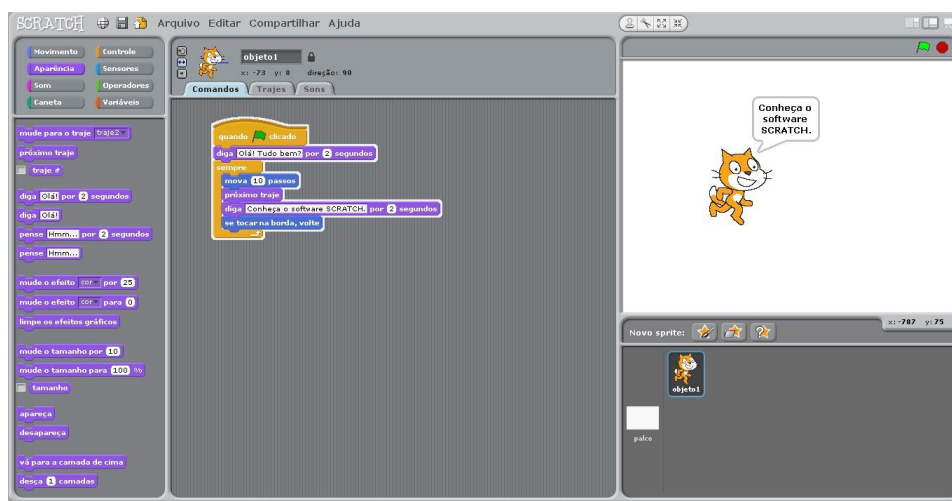 SCRATCH Arquivo Editar Compartilhar Ajuda
Movimento Controle
Aparência Sensores
Som Operadores
Caneta Variáveis
mude para o traje traje2
próximo traje
traje #
diga Olá! por 2 segundos
diga Olá!
pense Hmm... por 2 segundos
pense Hmm...
mude o efeito cor por 25
mude o efeito cor para 0
limpe os efeitos gráficos
mude o tamanho por 10
mude o tamanho para 100 %
tamanho
apareça
desapareça
vá para a camada de cima
desça 1 camadas
objeto1
x: -73 y: 0 direção: 90
Comandos Trajes Sons
quando clicado
diga Olá! Tudo bem? por 2 segundos
sempre
mova 10 passos
próximo traje
diga Conheça o software SCRATCH. por 2 segundos
se tocar na borda, volte
Conheça o
software
SCRATCH.
x: -787 y: 75
Novo sprite:
objeto1
palco